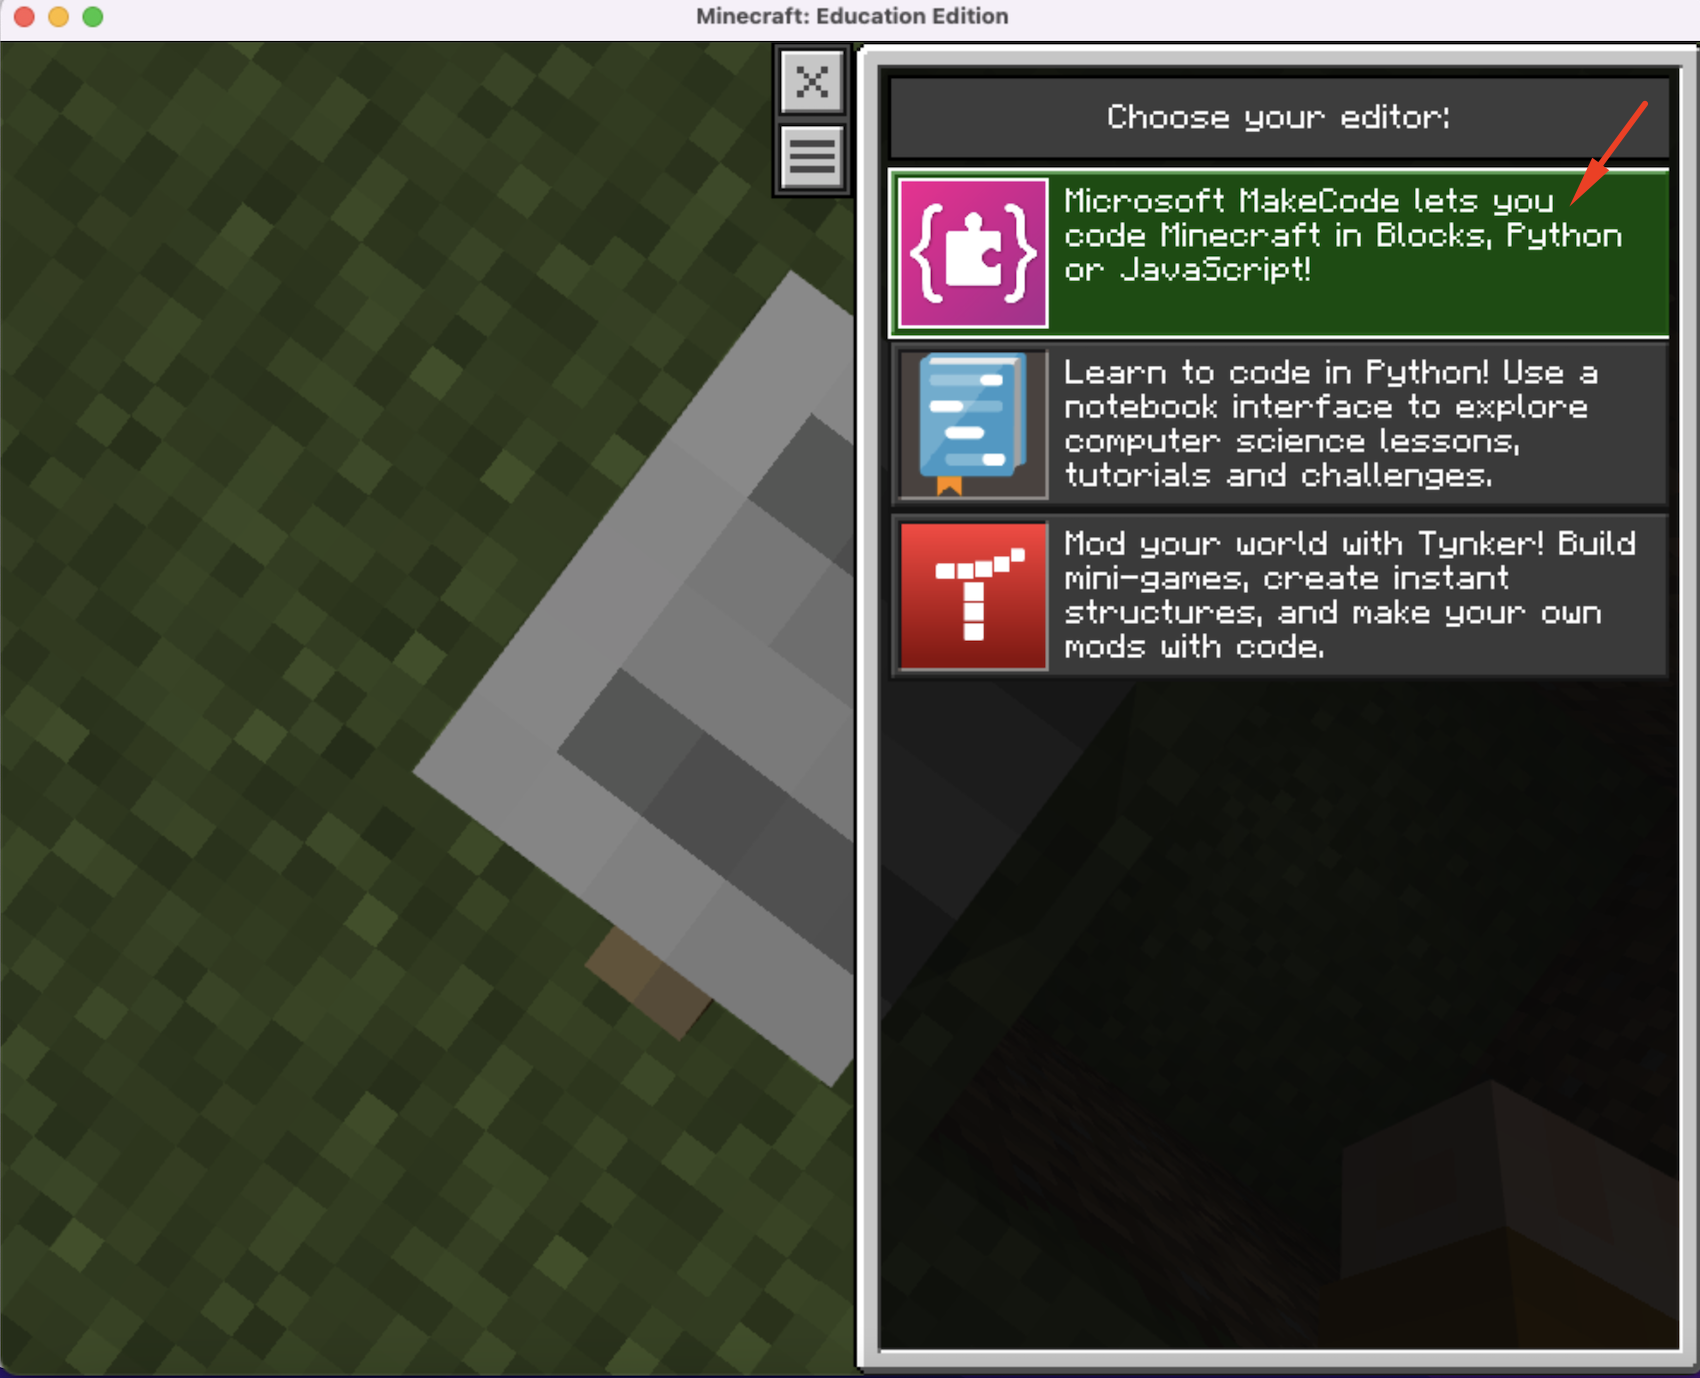 Minecraft: Education Edition
Choose your editor:
Microsoft MakeCode lets you
code Minecraft in Blocks, Python
or JavaScript!
Learn to code in Python! Use a
notebook interface to explore
computer science lessons,
tutorials and challenges.
Mod your world with Tynker! Build
mini-games, create instant
structures, and make your own
mods with code.